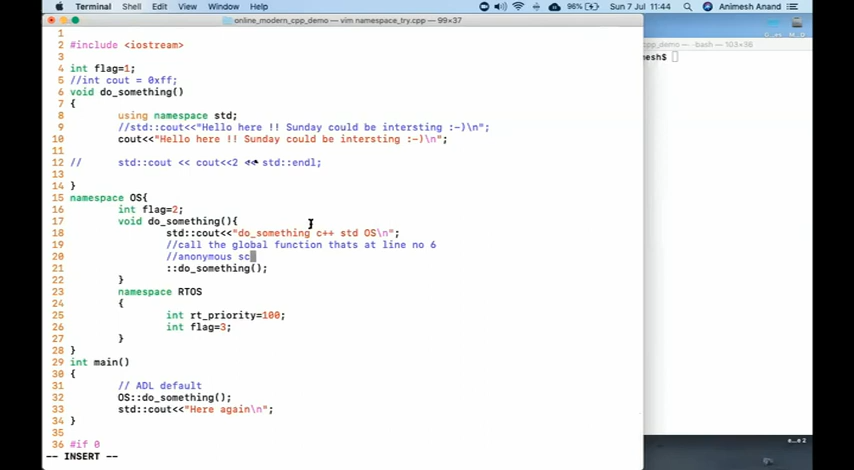 Terminal Shell Edit View Window Help 96% Sun 7 Jul 11:44 Animesh Anand
online_modern_cpp_demo — vim namespace_try.cpp — 99×37
cpp_demo — -bash — 103×36
mesh$
1
2 #include <iostream>
3
4 int flag=1;
5 //int cout = 0xff;
6 void do_something()
7 {
8 using namespace std;
9 //std::cout<<"Hello here !! Sunday could be intersting :-)\n";
10 cout<<"Hello here !! Sunday could be intersting :-)\n";
11
12 // std::cout << cout<<2 << std::endl;
13
14 }
15 namespace OS{
16 int flag=2;
17 void do_something(){
18 std::cout<<"do_something c++ std OS\n";
19 //call the global function thats at line no 6
20 //anonymous sc
21 ::do_something();
22 }
23 namespace RTOS
24 {
25 int rt_priority=100;
26 int flag=3;
27 }
28 }
29 int main()
30 {
31 // ADL default
32 OS::do_something();
33 std::cout<<"Here again\n";
34 }
35
36 #if 0
-- INSERT --